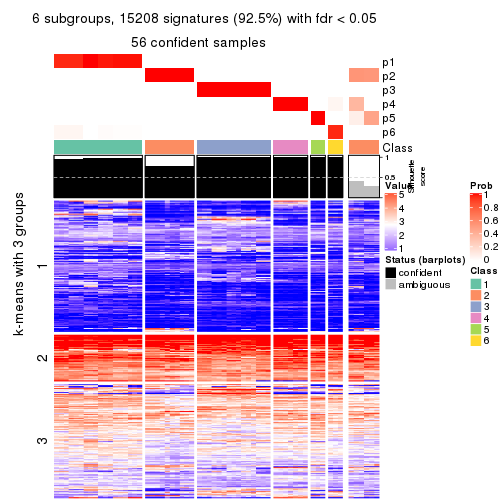 6 subgroups, 15208 signatures (92.5%) with fdr < 0.05
56 confident samples
p1
p2
p3
p4
p5
p6
Class
1
0.5
Silhouette
score
k-means with 3 groups
1
2
3
Value
5
4
3
2
1
Status (barplots)
confident
ambiguous
Prob
1
0.8
0.6
0.4
0.2
0
Class
1
2
3
4
5
6